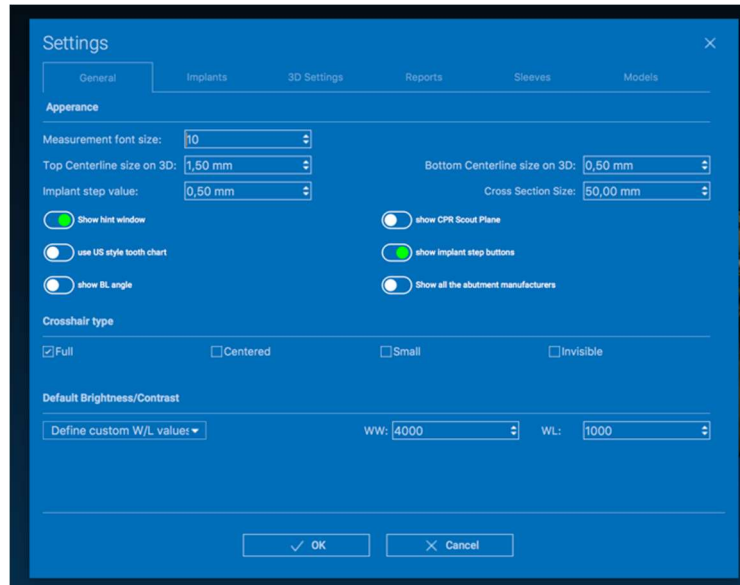 Settings
General Implants 3D Settings Reports Sleeves Models
Apperance
Measurement font size: 10
Top Centerline size on 3D: 1,50 mm Bottom Centerline size on 3D: 0,50 mm
Implant step value: 0,50 mm Cross Section Size: 50,00 mm
Show hint window show CPR Scout Plane
use US style tooth chart show implant step buttons
show BL angle Show all the abutment manufacturers
Crosshair type
Full Centered Small Invisible
Default Brightness/Contrast
Define custom W/L values WW: 4000 WL: 1000
OK Cancel